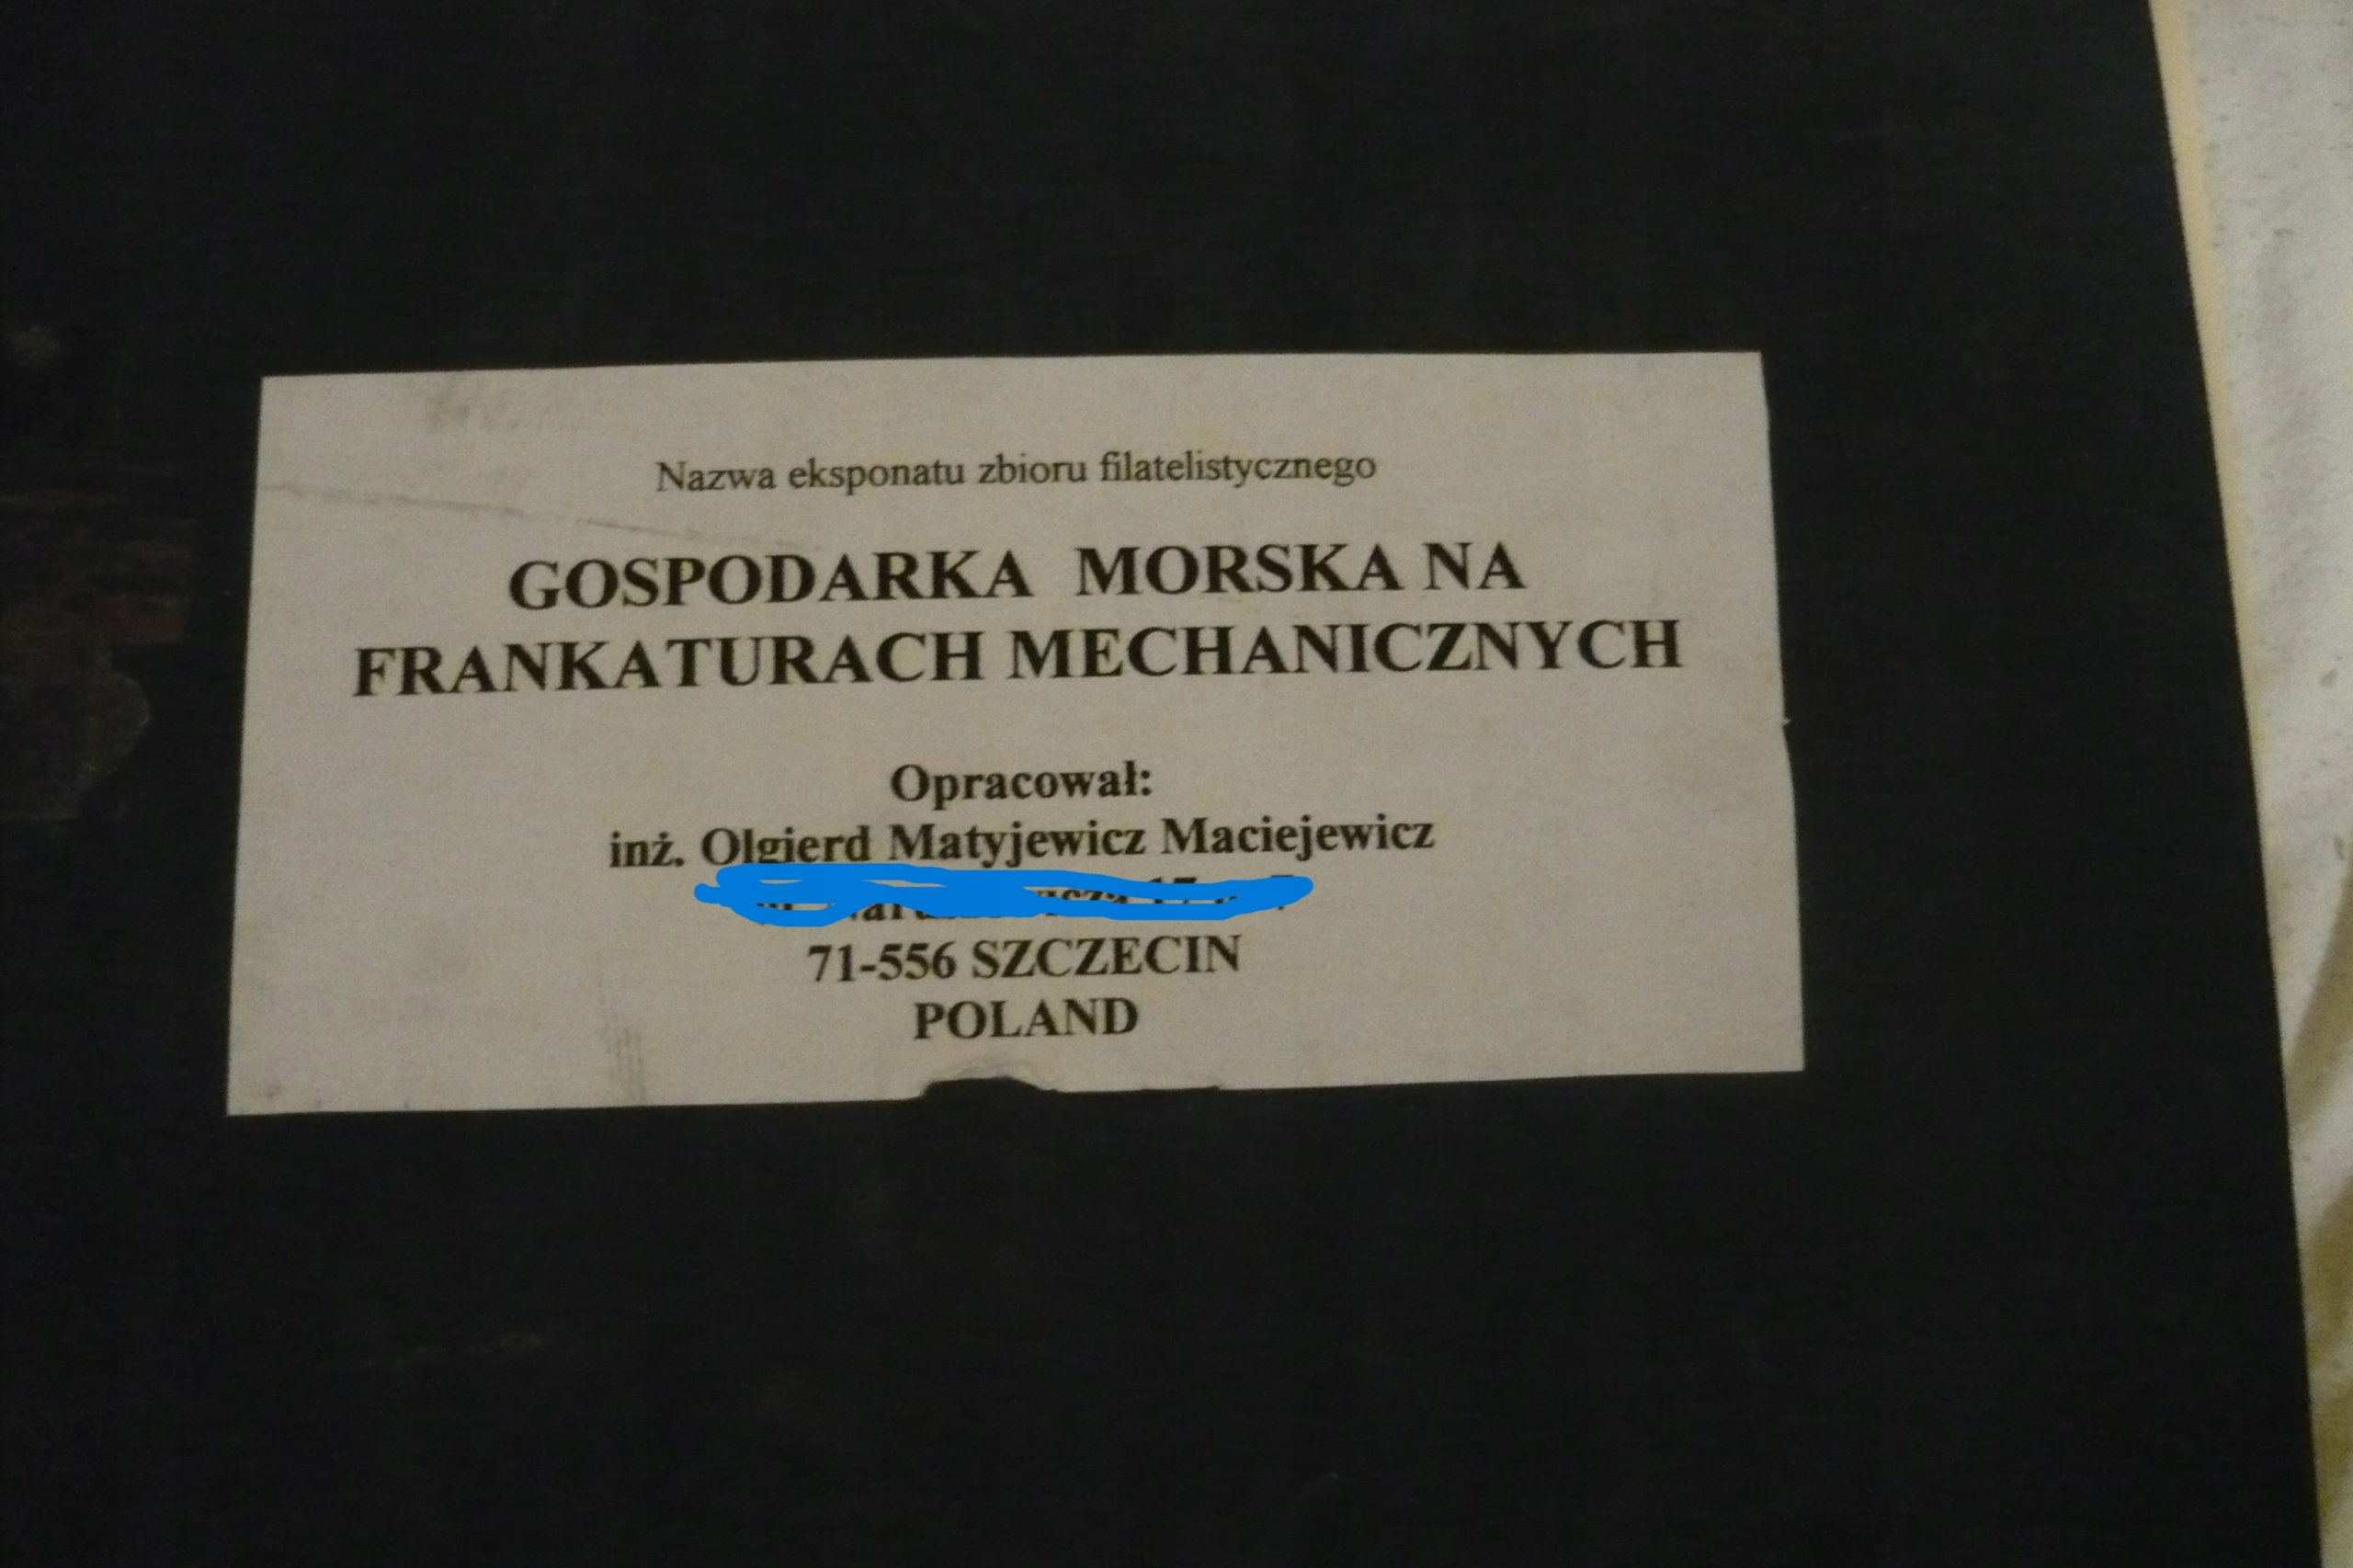 Nazwa eksponatu zbioru filatelistycznego
GOSPODARKA MORSKA NA
FRANKATURACH MECHANICZNYCH
Opracował:
inż. Olgierd Matyjewicz Maciejewicz
71-556 SZCZECIN
POLAND